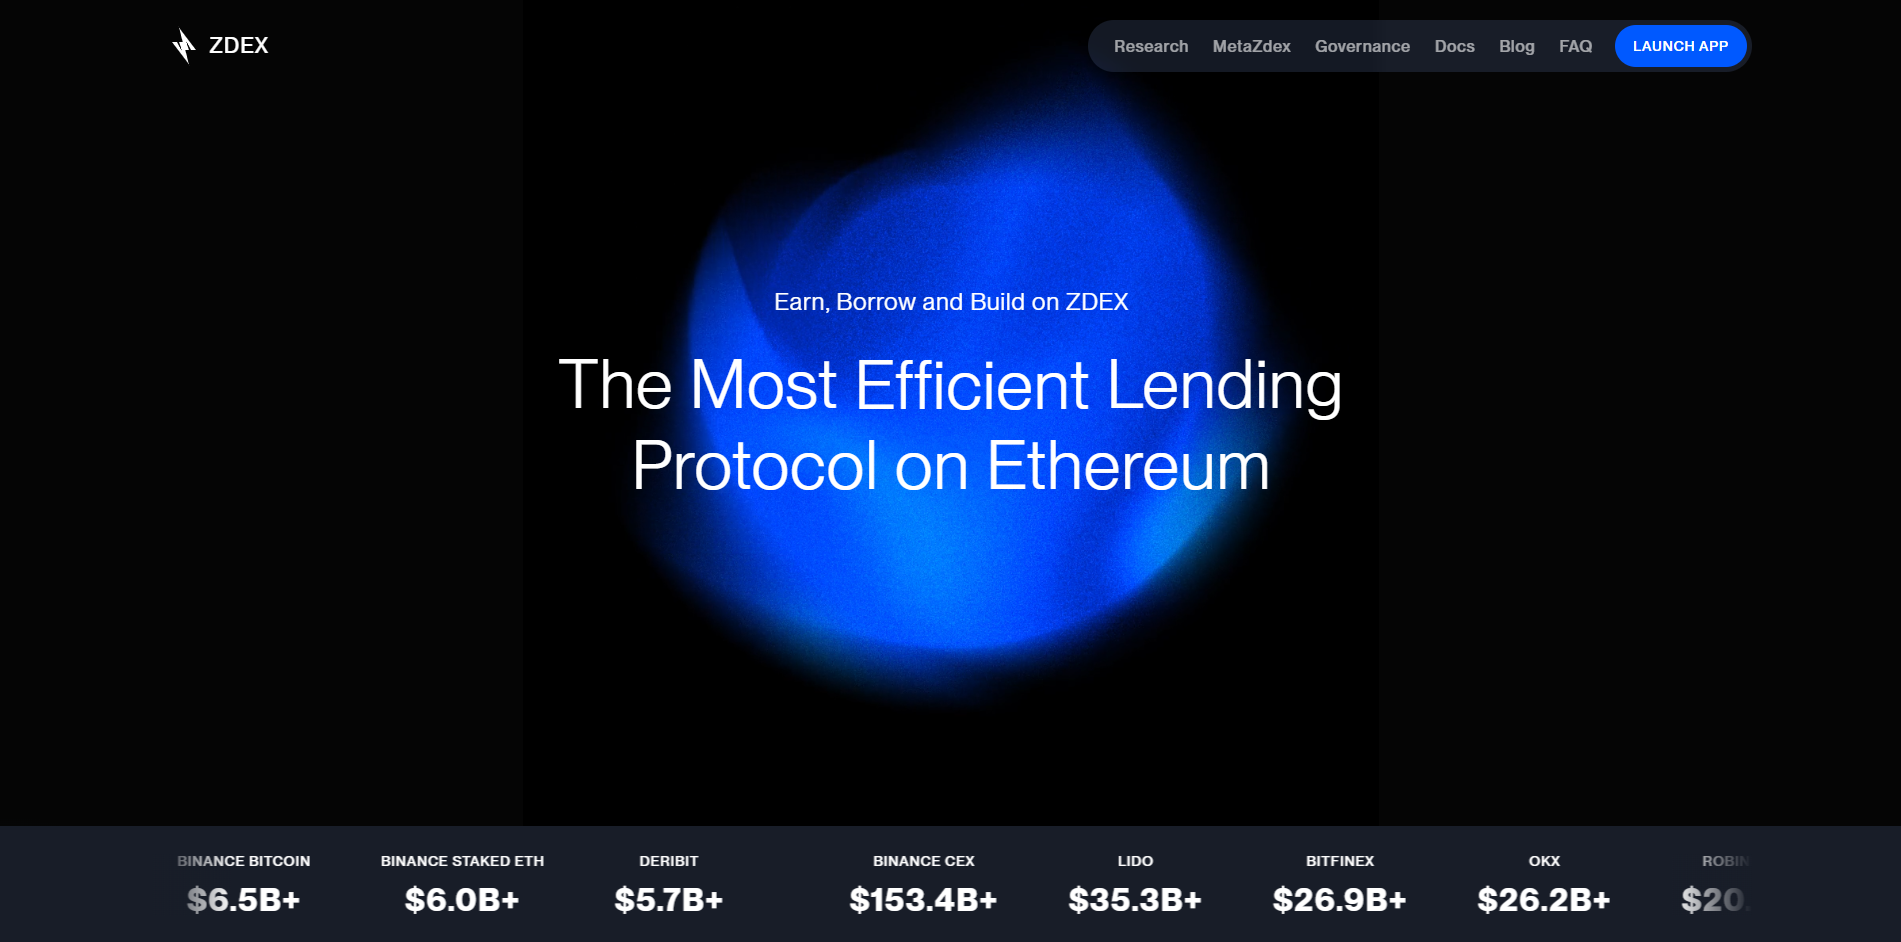 ZDEX
Research MetaZdex Governance Docs Blog FAQ LAUNCH APP
Earn, Borrow and Build on ZDEX
The Most Efficient Lending
Protocol on Ethereum
BINANCE BITCOIN BINANCE STAKED ETH DERIBIT BINANCE CEX LIDO BITFINEX OKX ROBIN
$6.5B+ $6.0B+ $5.7B+ $153.4B+ $35.3B+ $26.9B+ $26.2B+ $20.